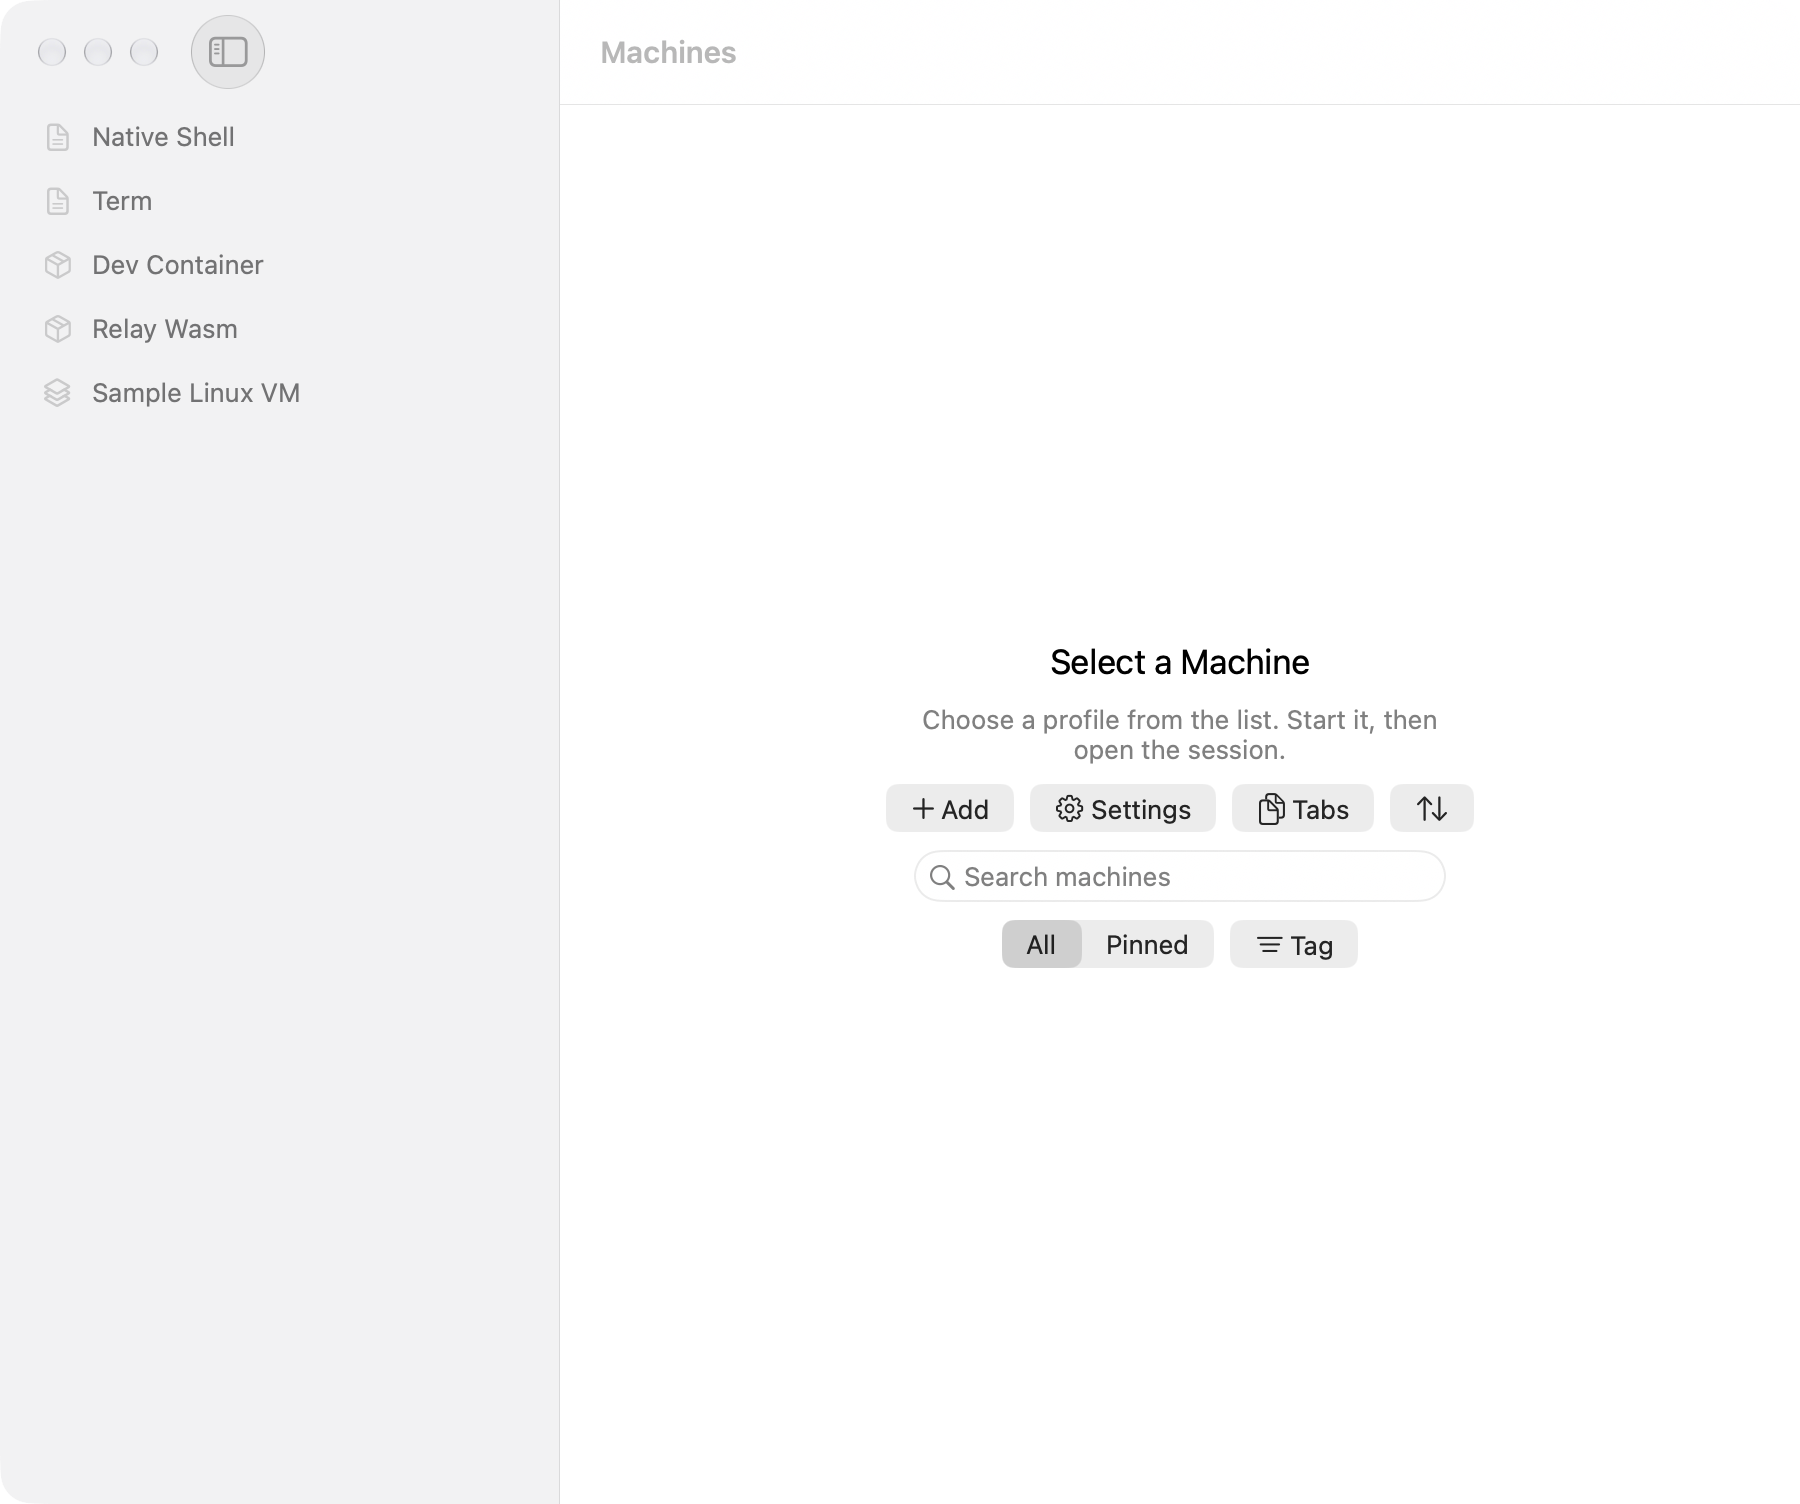 Machines
Native Shell
Term
Dev Container
Relay Wasm
Sample Linux VM
Select a Machine
Choose a profile from the list. Start it, then
open the session.
Add
Settings
Tabs
Search machines
All
Pinned
Tag